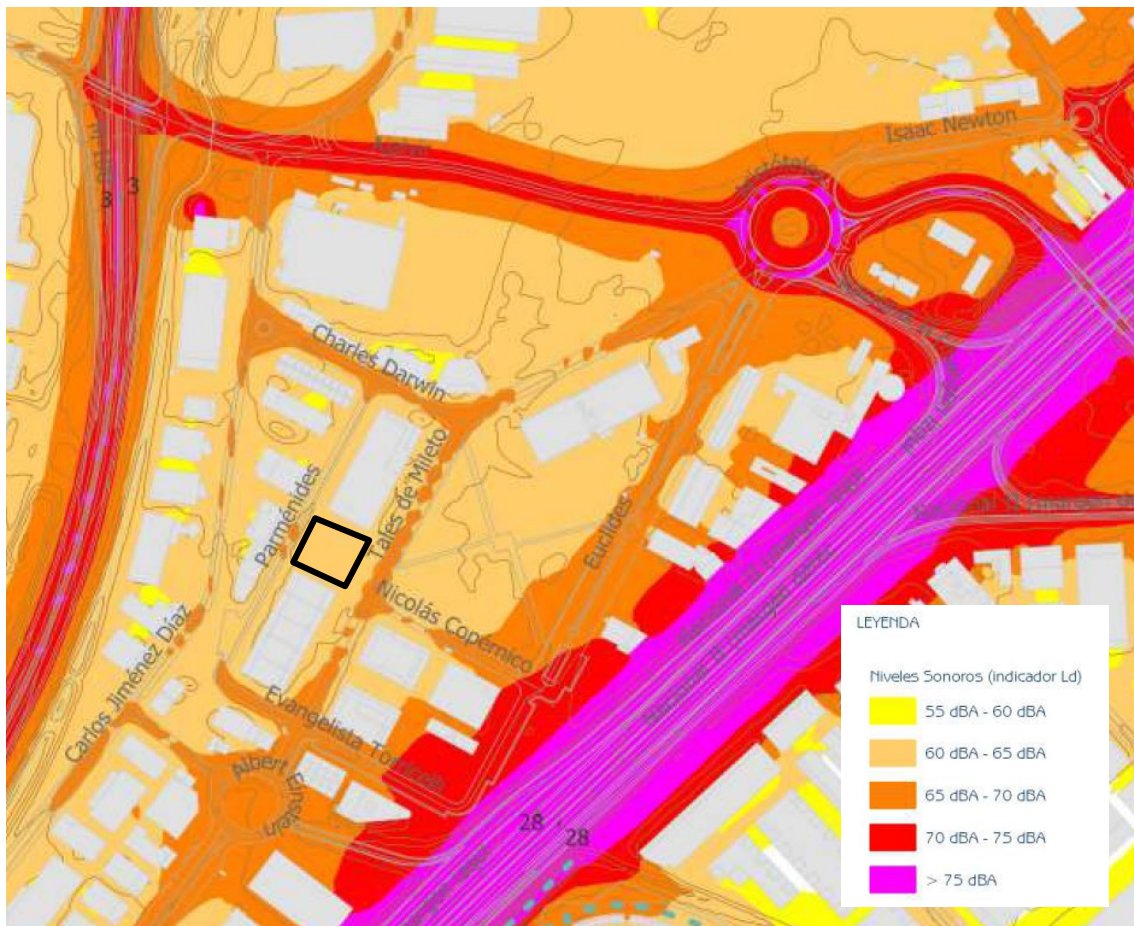 Isaac Newton
Aristóteles
3 3
Charles Darwin
Tales de Mileto
Parménides
Euclides
Nicolás Copérnico
Carlos Jiménez Díaz
Evangelista Torricelli
Albert Einstein
28 28
LEYENDA
Niveles Sonoros (indicador Ld)
55 dBA - 60 dBA
60 dBA - 65 dBA
65 dBA - 70 dBA
70 dBA - 75 dBA
> 75 dBA